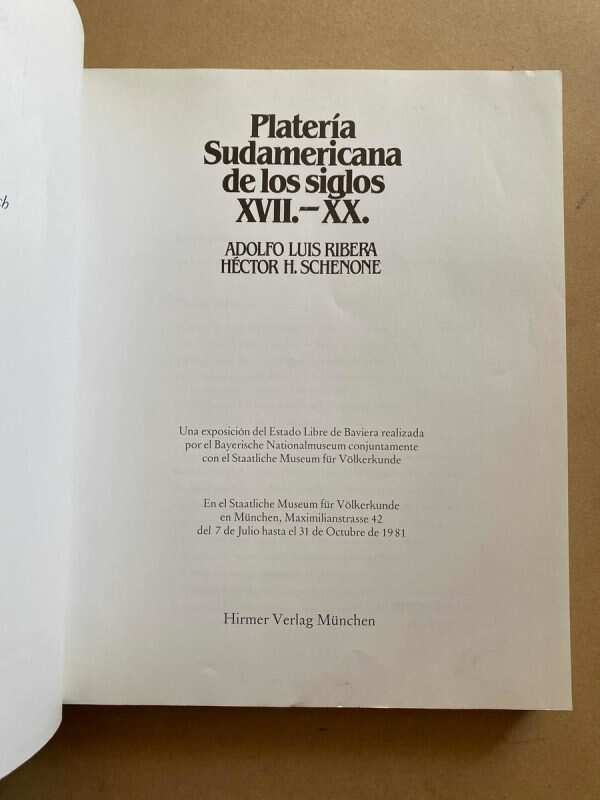 Platería
Sudamericana
de los siglos
XVII.—XX.
ADOLFO LUIS RIBERA
HÉCTOR H. SCHENONE
Una exposición del Estado Libre de Baviera realizada
por el Bayerische Nationalmuseum conjuntamente
con el Staatliche Museum für Völkerkunde
En el Staatliche Museum für Völkerkunde
en München, Maximilianstrasse 42
del 7 de Julio hasta el 31 de Octubre de 1981
Hirmer Verlag München